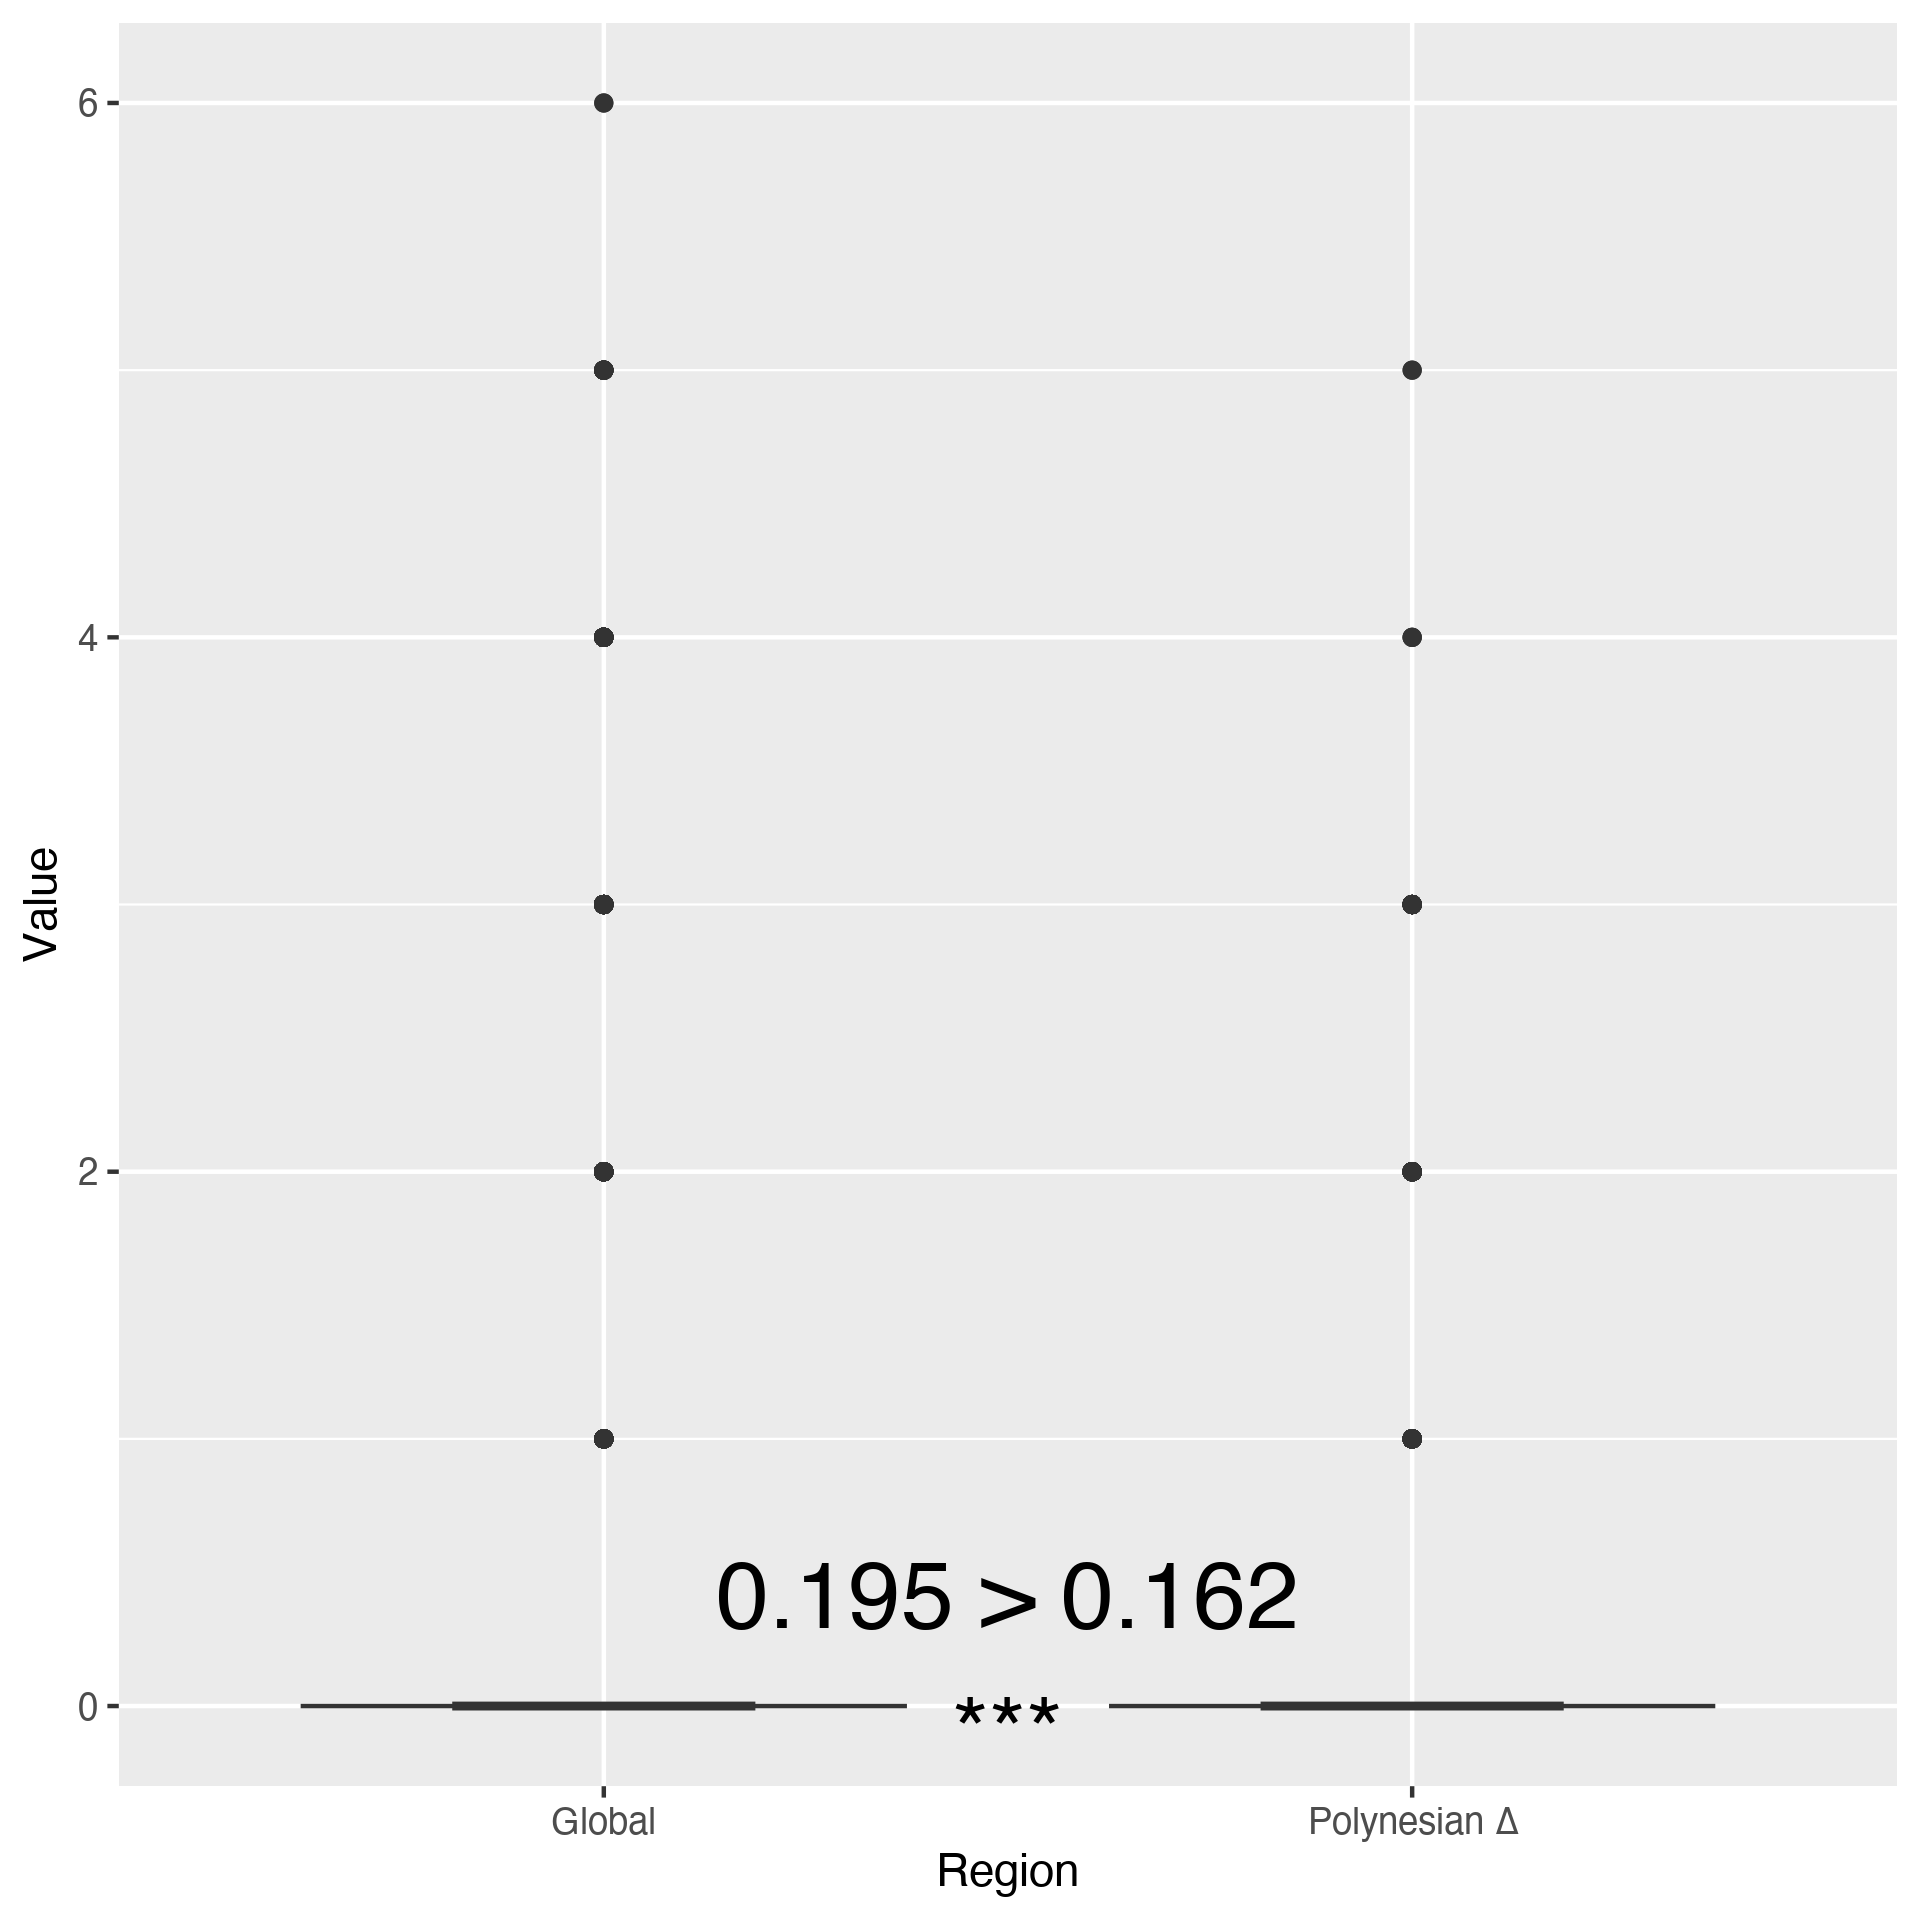 6
4
2
0
Value
0.195 > 0.162
***
Global
Polynesian Δ
Region